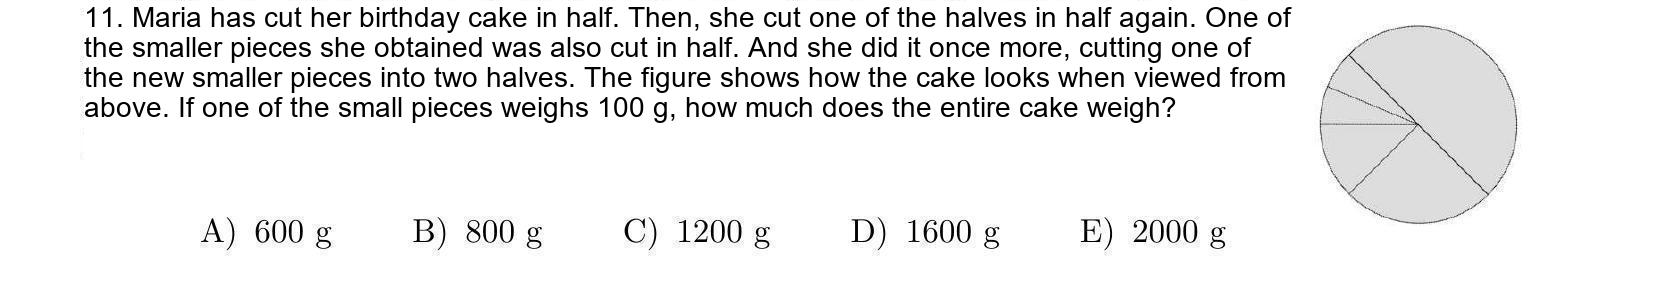 11. Maria has cut her birthday cake in half. Then, she cut one of the halves in half again. One of
the smaller pieces she obtained was also cut in half. And she did it once more, cutting one of
the new smaller pieces into two halves. The figure shows how the cake looks when viewed from
above. If one of the small pieces weighs 100 g, how much does the entire cake weigh?
A) 600 g B) 800 g C) 1200 g D) 1600 g E) 2000 g